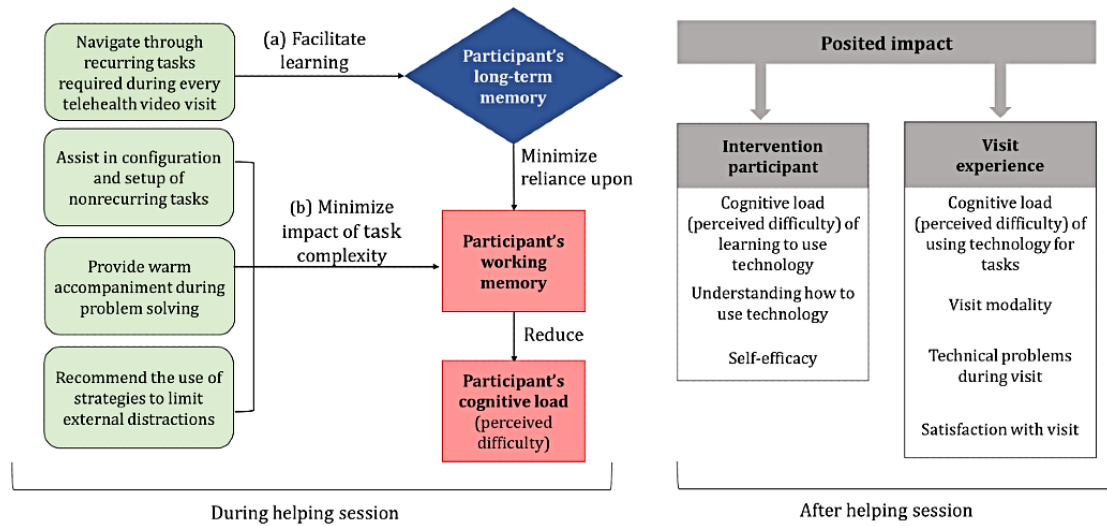 Navigate through
recurring tasks
required during every
telehealth video visit
(a) Facilitate
learning
Participant's
long-term
memory
Assist in configuration
and setup of
nonrecurring tasks
Minimize
reliance upon
(b) Minimize
impact of task
complexity
Provide warm
accompaniment during
problem solving
Participant's
working
memory
Reduce
Recommend the use of
strategies to limit
external distractions
Participant's
cognitive load
(perceived
difficulty)
During helping session
Posited impact
Intervention
participant
Cognitive load
(perceived difficulty) of
learning to use
technology
Understanding how to
use technology
Self-efficacy
Visit
experience
Cognitive load
(perceived difficulty) of
using technology for
tasks
Visit modality
Technical problems
during visit
Satisfaction with visit
After helping session